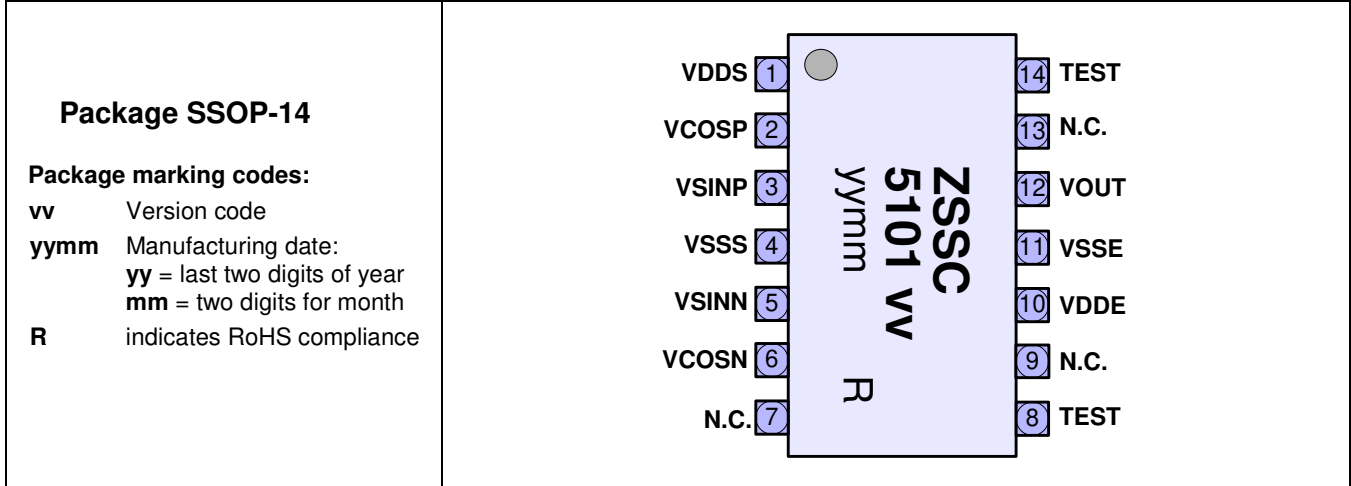 Package SSOP-14
Package marking codes:
vv Version code
yymm Manufacturing date:
yy = last two digits of year
mm = two digits for month
R indicates RoHS compliance
VDDS 1
VCOSP 2
VSINP 3
VSSS 4
VSINN 5
VCOSN 6
N.C. 7
ZSSC
5101 vv
yymm
R
14 TEST
13 N.C.
12 VOUT
11 VSSE
10 VDDE
9 N.C.
8 TEST